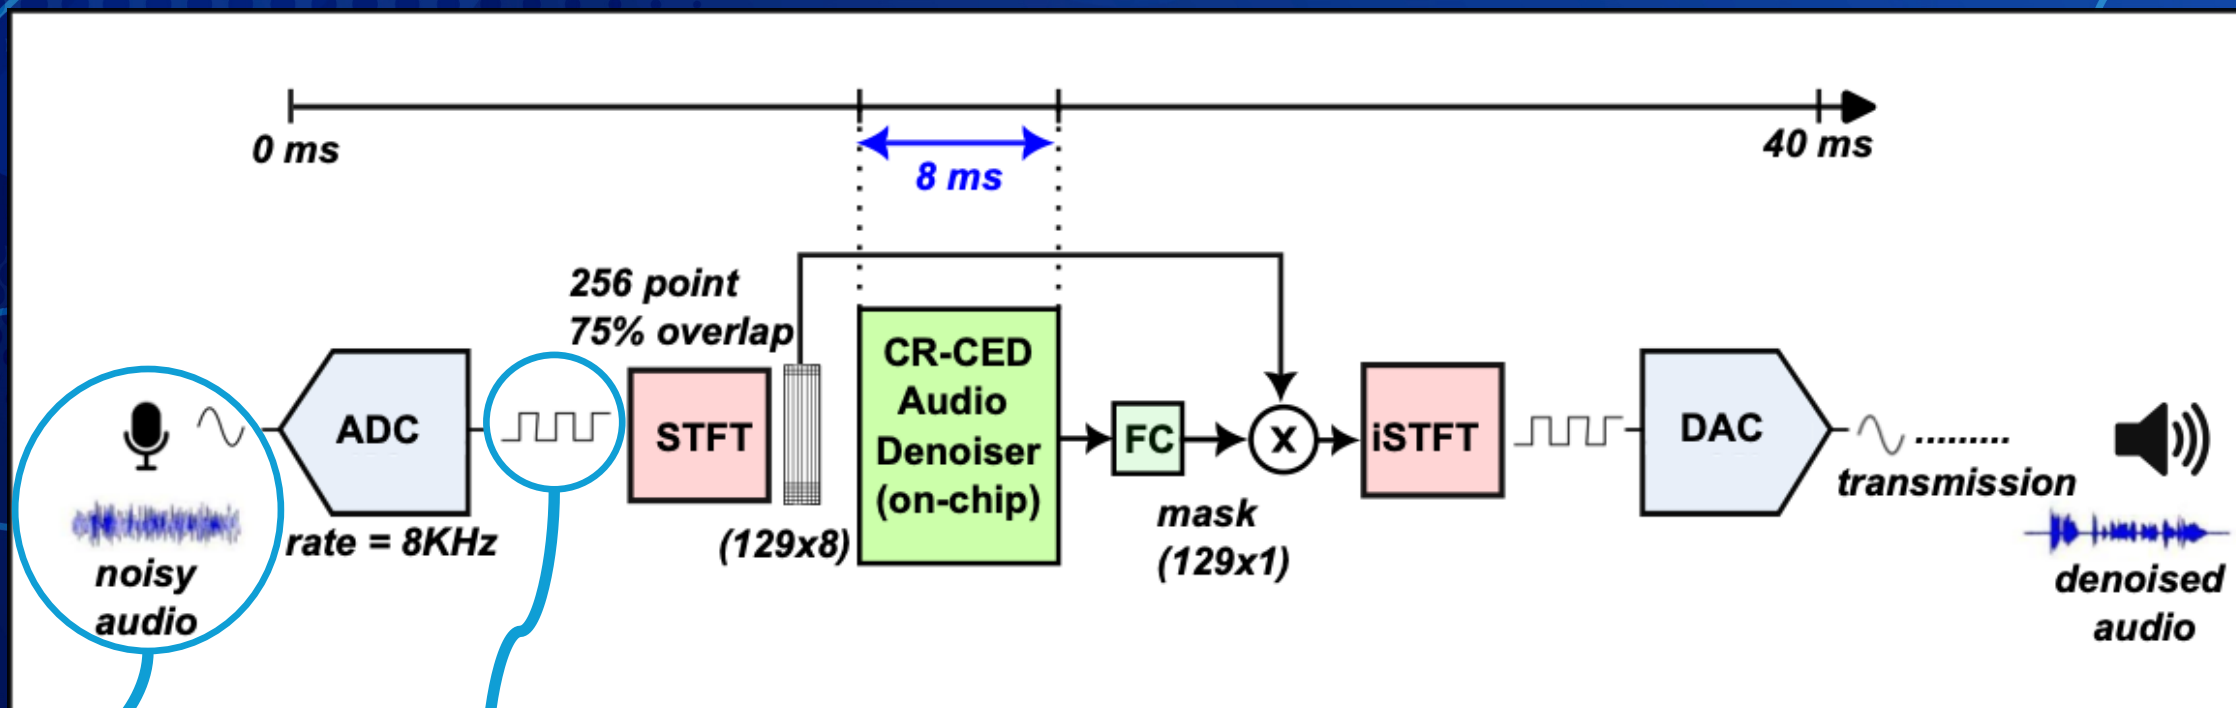 0 ms
8 ms
40 ms
256 point
75% overlap
ADC
rate = 8KHz
noisy
audio
STFT
(129x8)
CR-CED
Audio
Denoiser
(on-chip)
FC
mask
(129x1)
X
iSTFT
DAC
transmission
denoised
audio